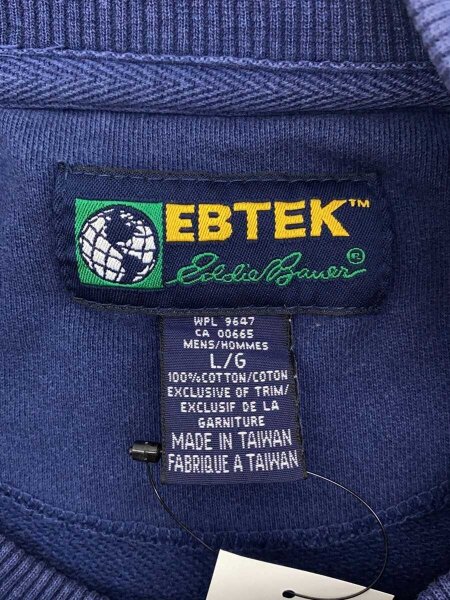 EBTEK™
Eddie Bauer®
WPL 9647
CA 00665
MENS/HOMMES
L/G
100%COTTON/COTON
EXCLUSIVE OF TRIM/
EXCLUSIF DE LA
GARNITURE
MADE IN TAIWAN
FABRIQUE A TAIWAN